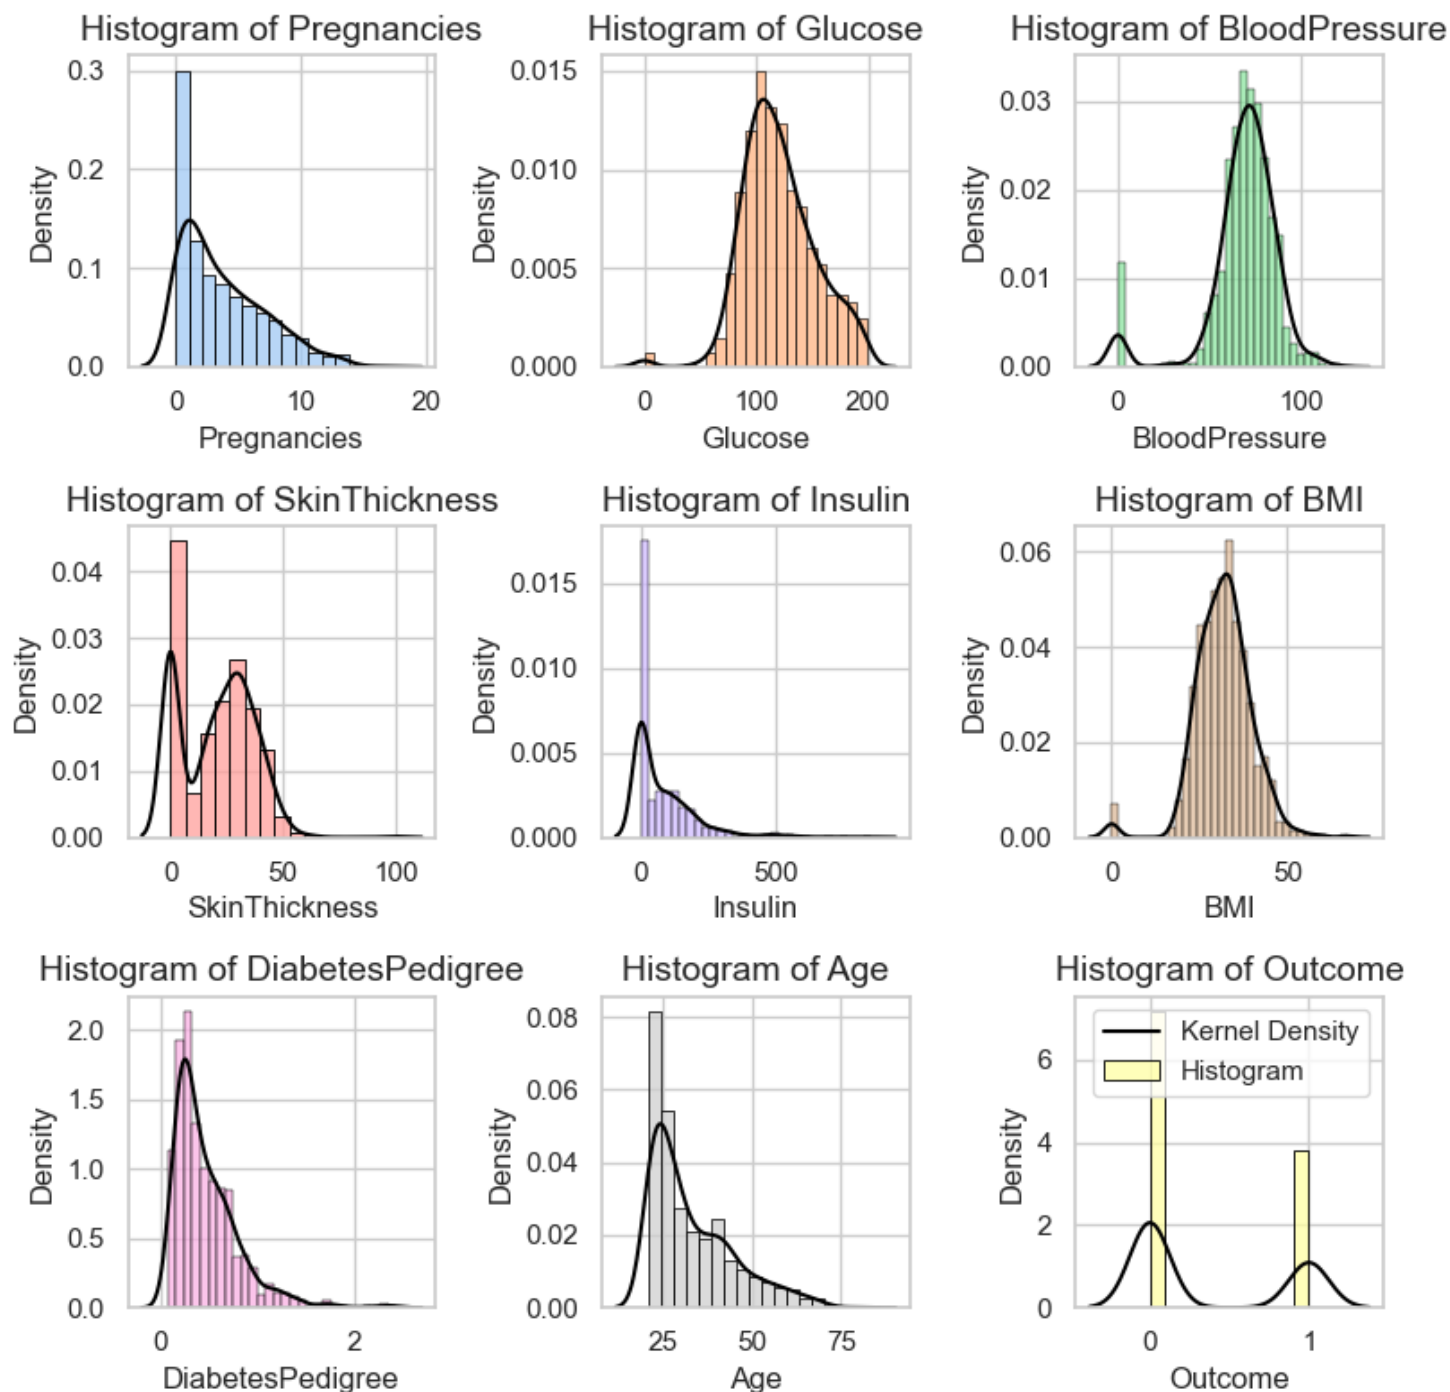 Histogram of Pregnancies
0.3
0.2
0.1
0.0
Density
0 10 20
Pregnancies
Histogram of Glucose
0.015
0.010
0.005
0.000
Density
0 100 200
Glucose
Histogram of BloodPressure
0.03
0.02
0.01
0.00
Density
0 100
BloodPressure
Histogram of SkinThickness
0.04
0.03
0.02
0.01
0.00
Density
0 50 100
SkinThickness
Histogram of Insulin
0.015
0.010
0.005
0.000
Density
0 500
Insulin
Histogram of BMI
0.06
0.04
0.02
0.00
Density
0 50
BMI
Histogram of DiabetesPedigree
2.0
1.5
1.0
0.5
0.0
Density
0 2
DiabetesPedigree
Histogram of Age
0.08
0.06
0.04
0.02
0.00
Density
25 50 75
Age
Histogram of Outcome
Kernel Density
Histogram
6
4
2
0
Density
0 1
Outcome